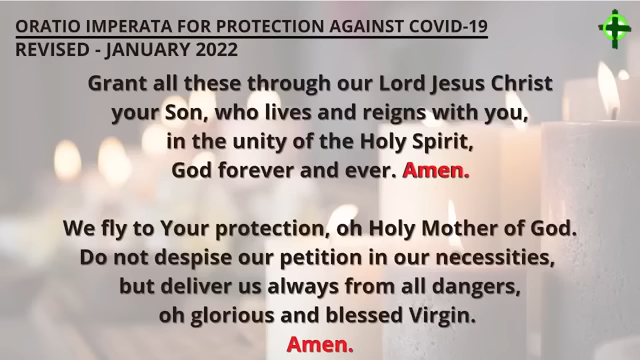 ORATIO IMPERATA FOR PROTECTION AGAINST COVID-19
REVISED - JANUARY 2022
Grant all these through our Lord Jesus Christ
your Son, who lives and reigns with you,
in the unity of the Holy Spirit,
God forever and ever. Amen.
We fly to Your protection, oh Holy Mother of God.
Do not despise our petition in our necessities,
but deliver us always from all dangers,
oh glorious and blessed Virgin.
Amen.